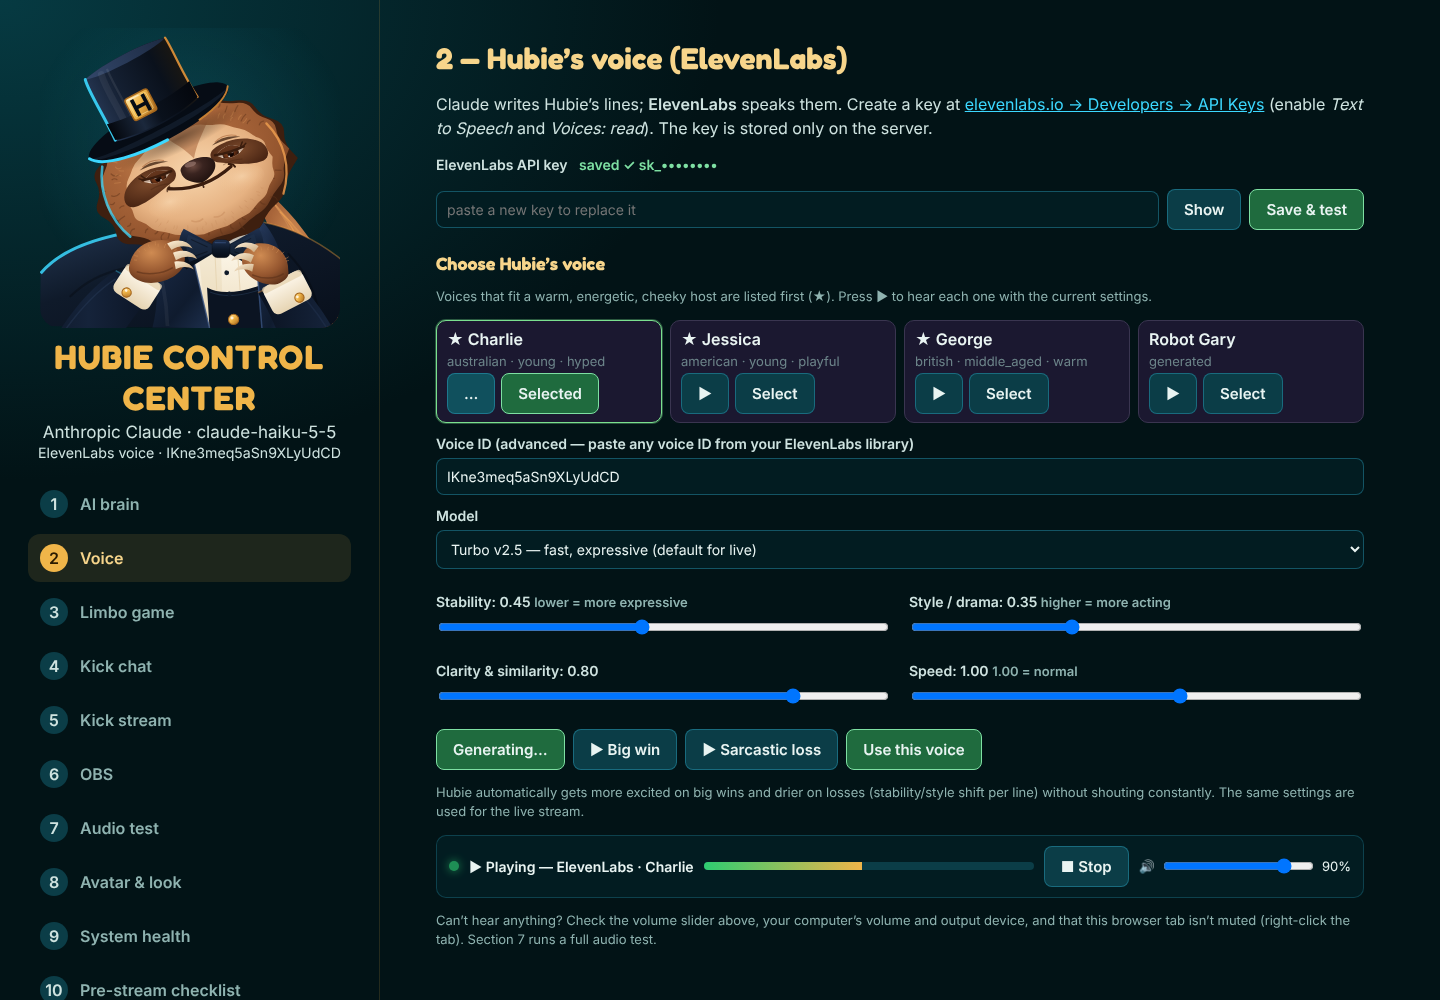 H
HUBIE CONTROL
CENTER
Anthropic Claude · claude-haiku-5-5
ElevenLabs voice · IKne3meq5aSn9XLyUdCD
1 AI brain
2 Voice
3 Limbo game
4 Kick chat
5 Kick stream
6 OBS
7 Audio test
8 Avatar & look
9 System health
10 Pre-stream checklist
2 — Hubie’s voice (ElevenLabs)
Claude writes Hubie’s lines; ElevenLabs speaks them. Create a key at elevenlabs.io → Developers → API Keys (enable Text
to Speech and Voices: read). The key is stored only on the server.
ElevenLabs API key saved ✓ sk_••••••••
paste a new key to replace it Show Save & test
Choose Hubie’s voice
Voices that fit a warm, energetic, cheeky host are listed first (★). Press ▶ to hear each one with the current settings.
★ Charlie
australian · young · hyped
... Selected
★ Jessica
american · young · playful
▶ Select
★ George
british · middle_aged · warm
▶ Select
Robot Gary
generated
▶ Select
Voice ID (advanced — paste any voice ID from your ElevenLabs library)
IKne3meq5aSn9XLyUdCD
Model
Turbo v2.5 — fast, expressive (default for live)
Stability: 0.45 lower = more expressive
Style / drama: 0.35 higher = more acting
Clarity & similarity: 0.80
Speed: 1.00 1.00 = normal
Generating... ▶ Big win ▶ Sarcastic loss Use this voice
Hubie automatically gets more excited on big wins and drier on losses (stability/style shift per line) without shouting constantly. The same settings are
used for the live stream.
▶ Playing — ElevenLabs · Charlie ■ Stop 🔊 90%
Can’t hear anything? Check the volume slider above, your computer’s volume and output device, and that this browser tab isn’t muted (right-click the
tab). Section 7 runs a full audio test.